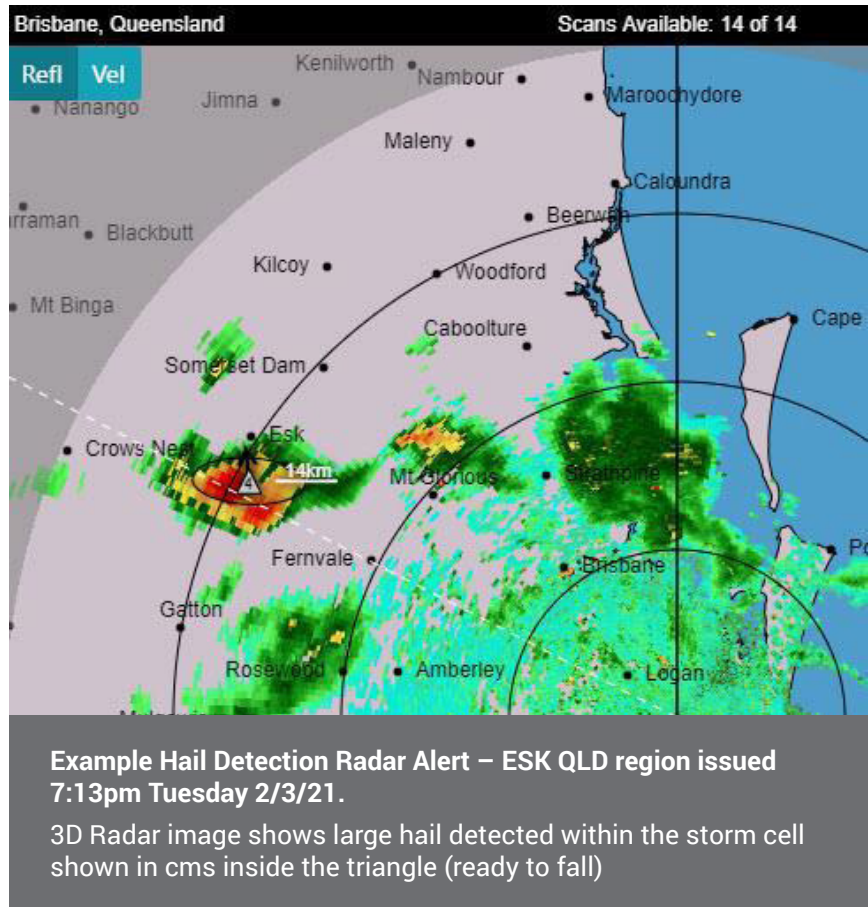 Brisbane, Queensland Scans Available: 14 of 14
Refl Vel
Kenilworth
Nambour
Nanango
Jimna
Maroochydore
Maleny
Caloundra
Beerwah
Blackbutt
Kilcoy
Woodford
Mt Binga
Cape
Caboolture
Somerset Dam
Esk
Crows Nest
14km
4
Mt Glorious
Strathpine
Fernvale
Brisbane
Gatton
Rosewood
Amberley
Logan
Example Hail Detection Radar Alert – ESK QLD region issued
7:13pm Tuesday 2/3/21.
3D Radar image shows large hail detected within the storm cell
shown in cms inside the triangle (ready to fall)